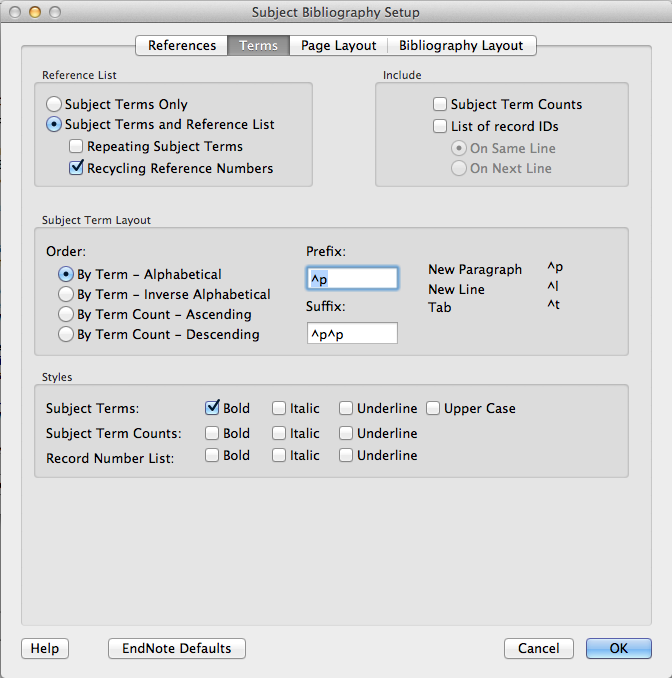 Subject Bibliography Setup
References Terms Page Layout Bibliography Layout
Reference List
Subject Terms Only
Subject Terms and Reference List
Repeating Subject Terms
Recycling Reference Numbers
Include
Subject Term Counts
List of record IDs
On Same Line
On Next Line
Subject Term Layout
Order:
By Term - Alphabetical
By Term - Inverse Alphabetical
By Term Count - Ascending
By Term Count - Descending
Prefix:
^p
Suffix:
^p^p
New Paragraph ^p
New Line ^l
Tab ^t
Styles
Subject Terms: Bold Italic Underline Upper Case
Subject Term Counts: Bold Italic Underline
Record Number List: Bold Italic Underline
Help EndNote Defaults Cancel OK